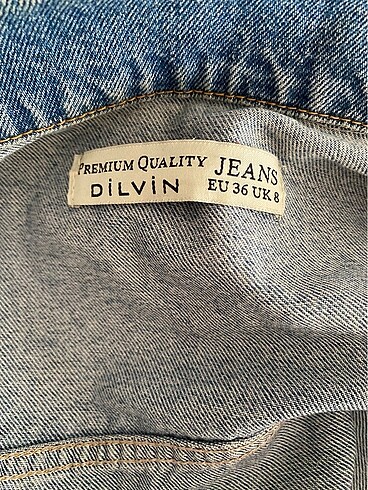 PREMIUM QUALITY JEANS
DİLVİN EU 36 UK 8